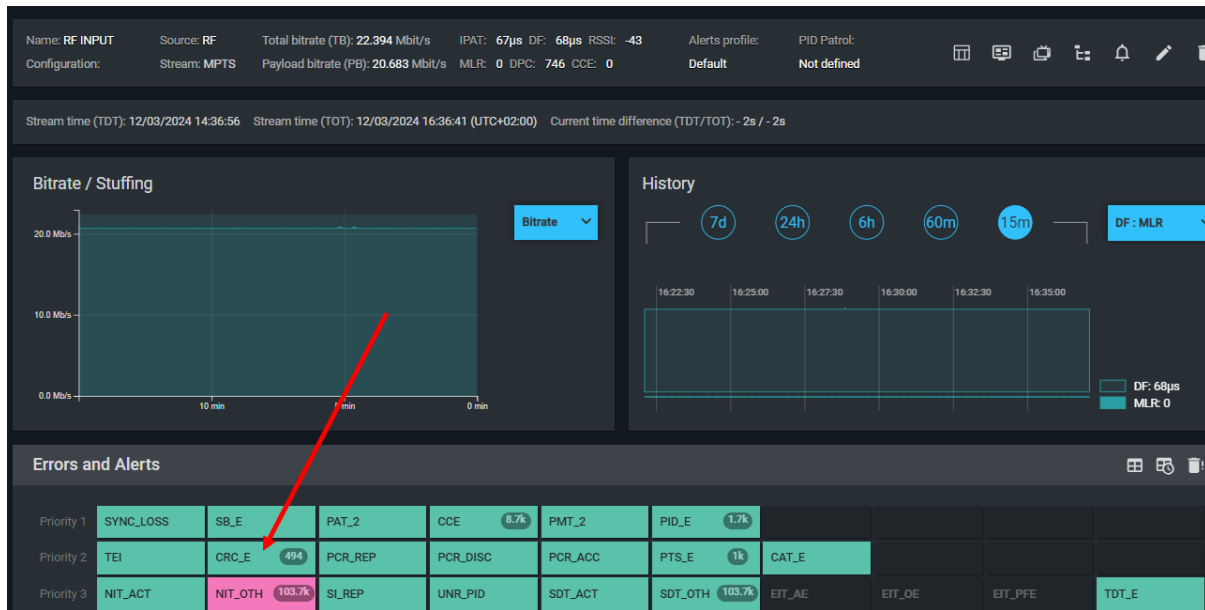 Name: RF INPUT Source: RF Total bitrate (TB): 22.394 Mbit/s IPAT: 67µs DF: 68µs RSSI: -43 Alerts profile: PID Patrol:
Configuration: Stream: MPTS Payload bitrate (PB): 20.683 Mbit/s MLR: 0 DPC: 746 CCE: 0 Default Not defined
Stream time (TDT): 12/03/2024 14:36:56 Stream time (TOT): 12/03/2024 16:36:41 (UTC+02:00) Current time difference (TDT/TOT): - 2s / - 2s
Bitrate / Stuffing
Bitrate
20.0 Mb/s
10.0 Mb/s
0.0 Mb/s
10 min min 0 min
History
7d 24h 6h 60m 15m DF : MLR
16:22:30 16:25:00 16:27:30 16:30:00 16:32:30 16:35:00
DF: 68µs
MLR: 0
Errors and Alerts
Priority 1 SYNC_LOSS SB_E PAT_2 CCE 8.7k PMT_2 PID_E 1.7k
Priority 2 TEI CRC_E 494 PCR_REP PCR_DISC PCR_ACC PTS_E 1k CAT_E
Priority 3 NIT_ACT NIT_OTH 103.7k SI_REP UNR_PID SDT_ACT SDT_OTH 103.7k EIT_AE EIT_OE EIT_PFE TDT_E